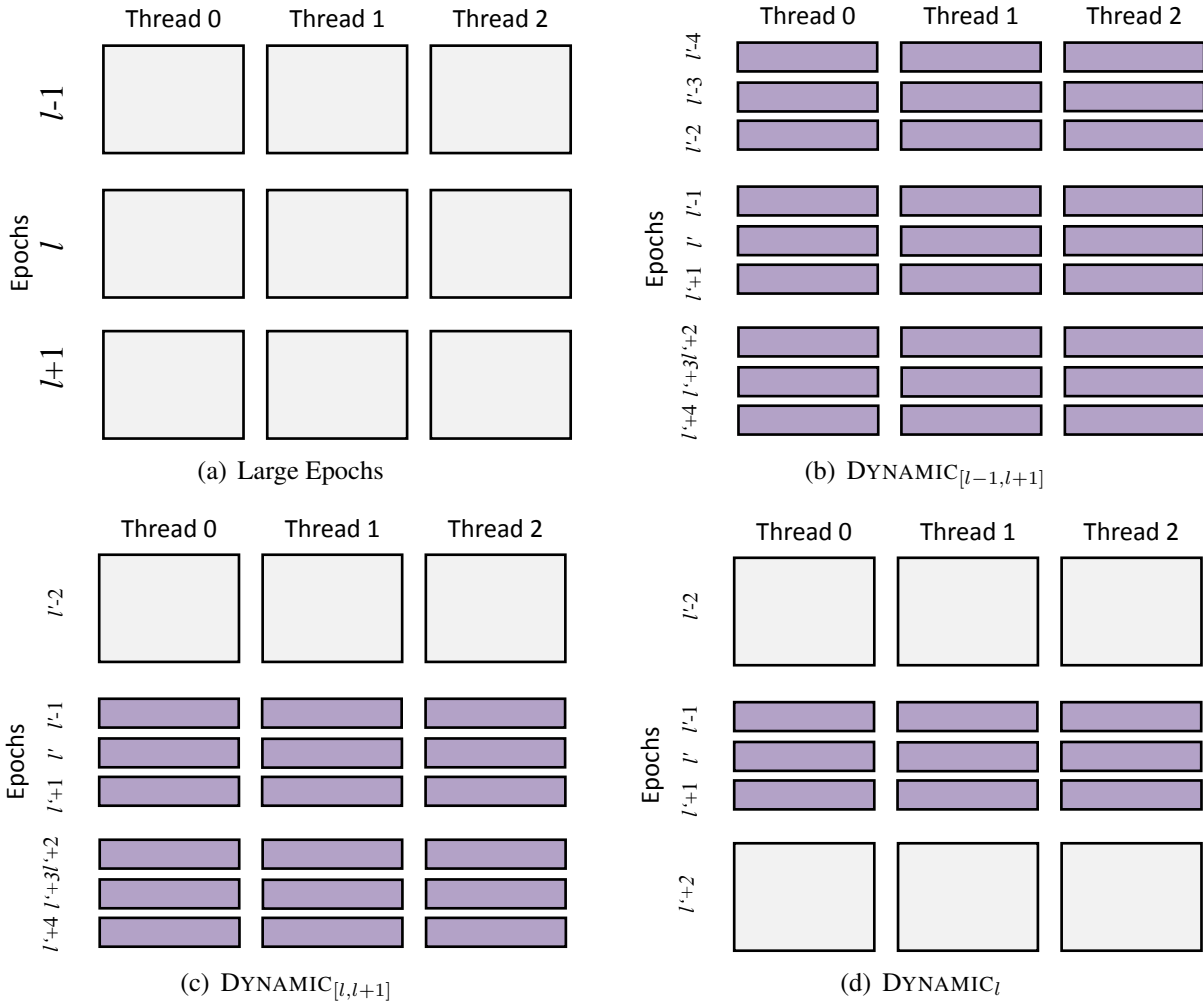 Thread 0 Thread 1 Thread 2
l-1
Epochs
l
l+1
(a) Large Epochs
Thread 0 Thread 1 Thread 2
l'-4
l'-3
l'-2
Epochs
l'-1
l'
l‘+1
l‘+2
l‘+3
l‘+4
(b) DYNAMIC[l−1,l+1]
Thread 0 Thread 1 Thread 2
l'-2
Epochs
l'-1
l'
l‘+1
l‘+2
l‘+3
l‘+4
(c) DYNAMIC[l,l+1]
Thread 0 Thread 1 Thread 2
l'-2
Epochs
l'-1
l'
l‘+1
l‘+2
(d) DYNAMICl